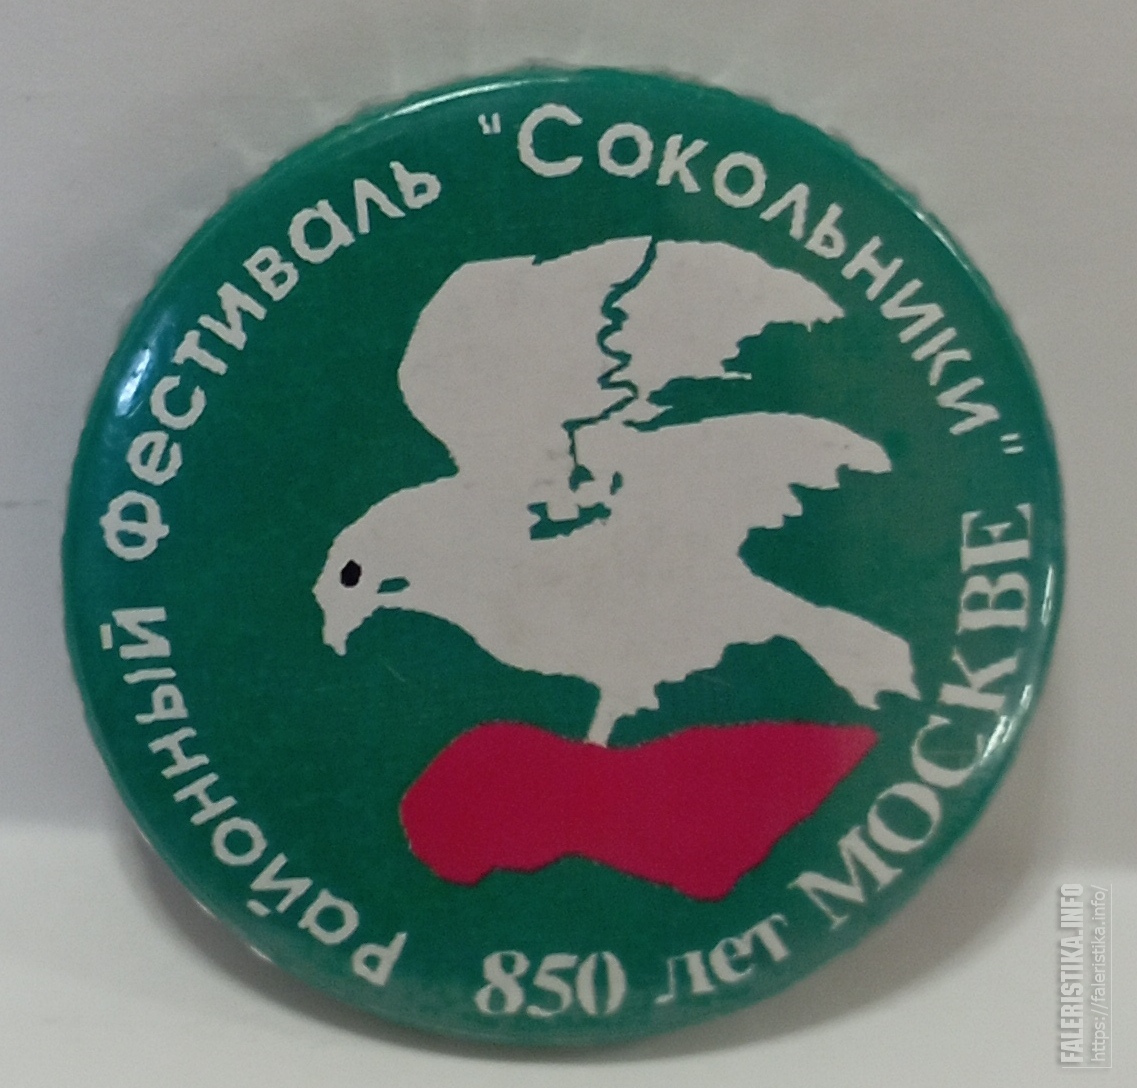 Районный фестиваль "Сокольники"
850 лет МОСКВЕ
FALERISTIKA.INFO
https://faleristika.info/